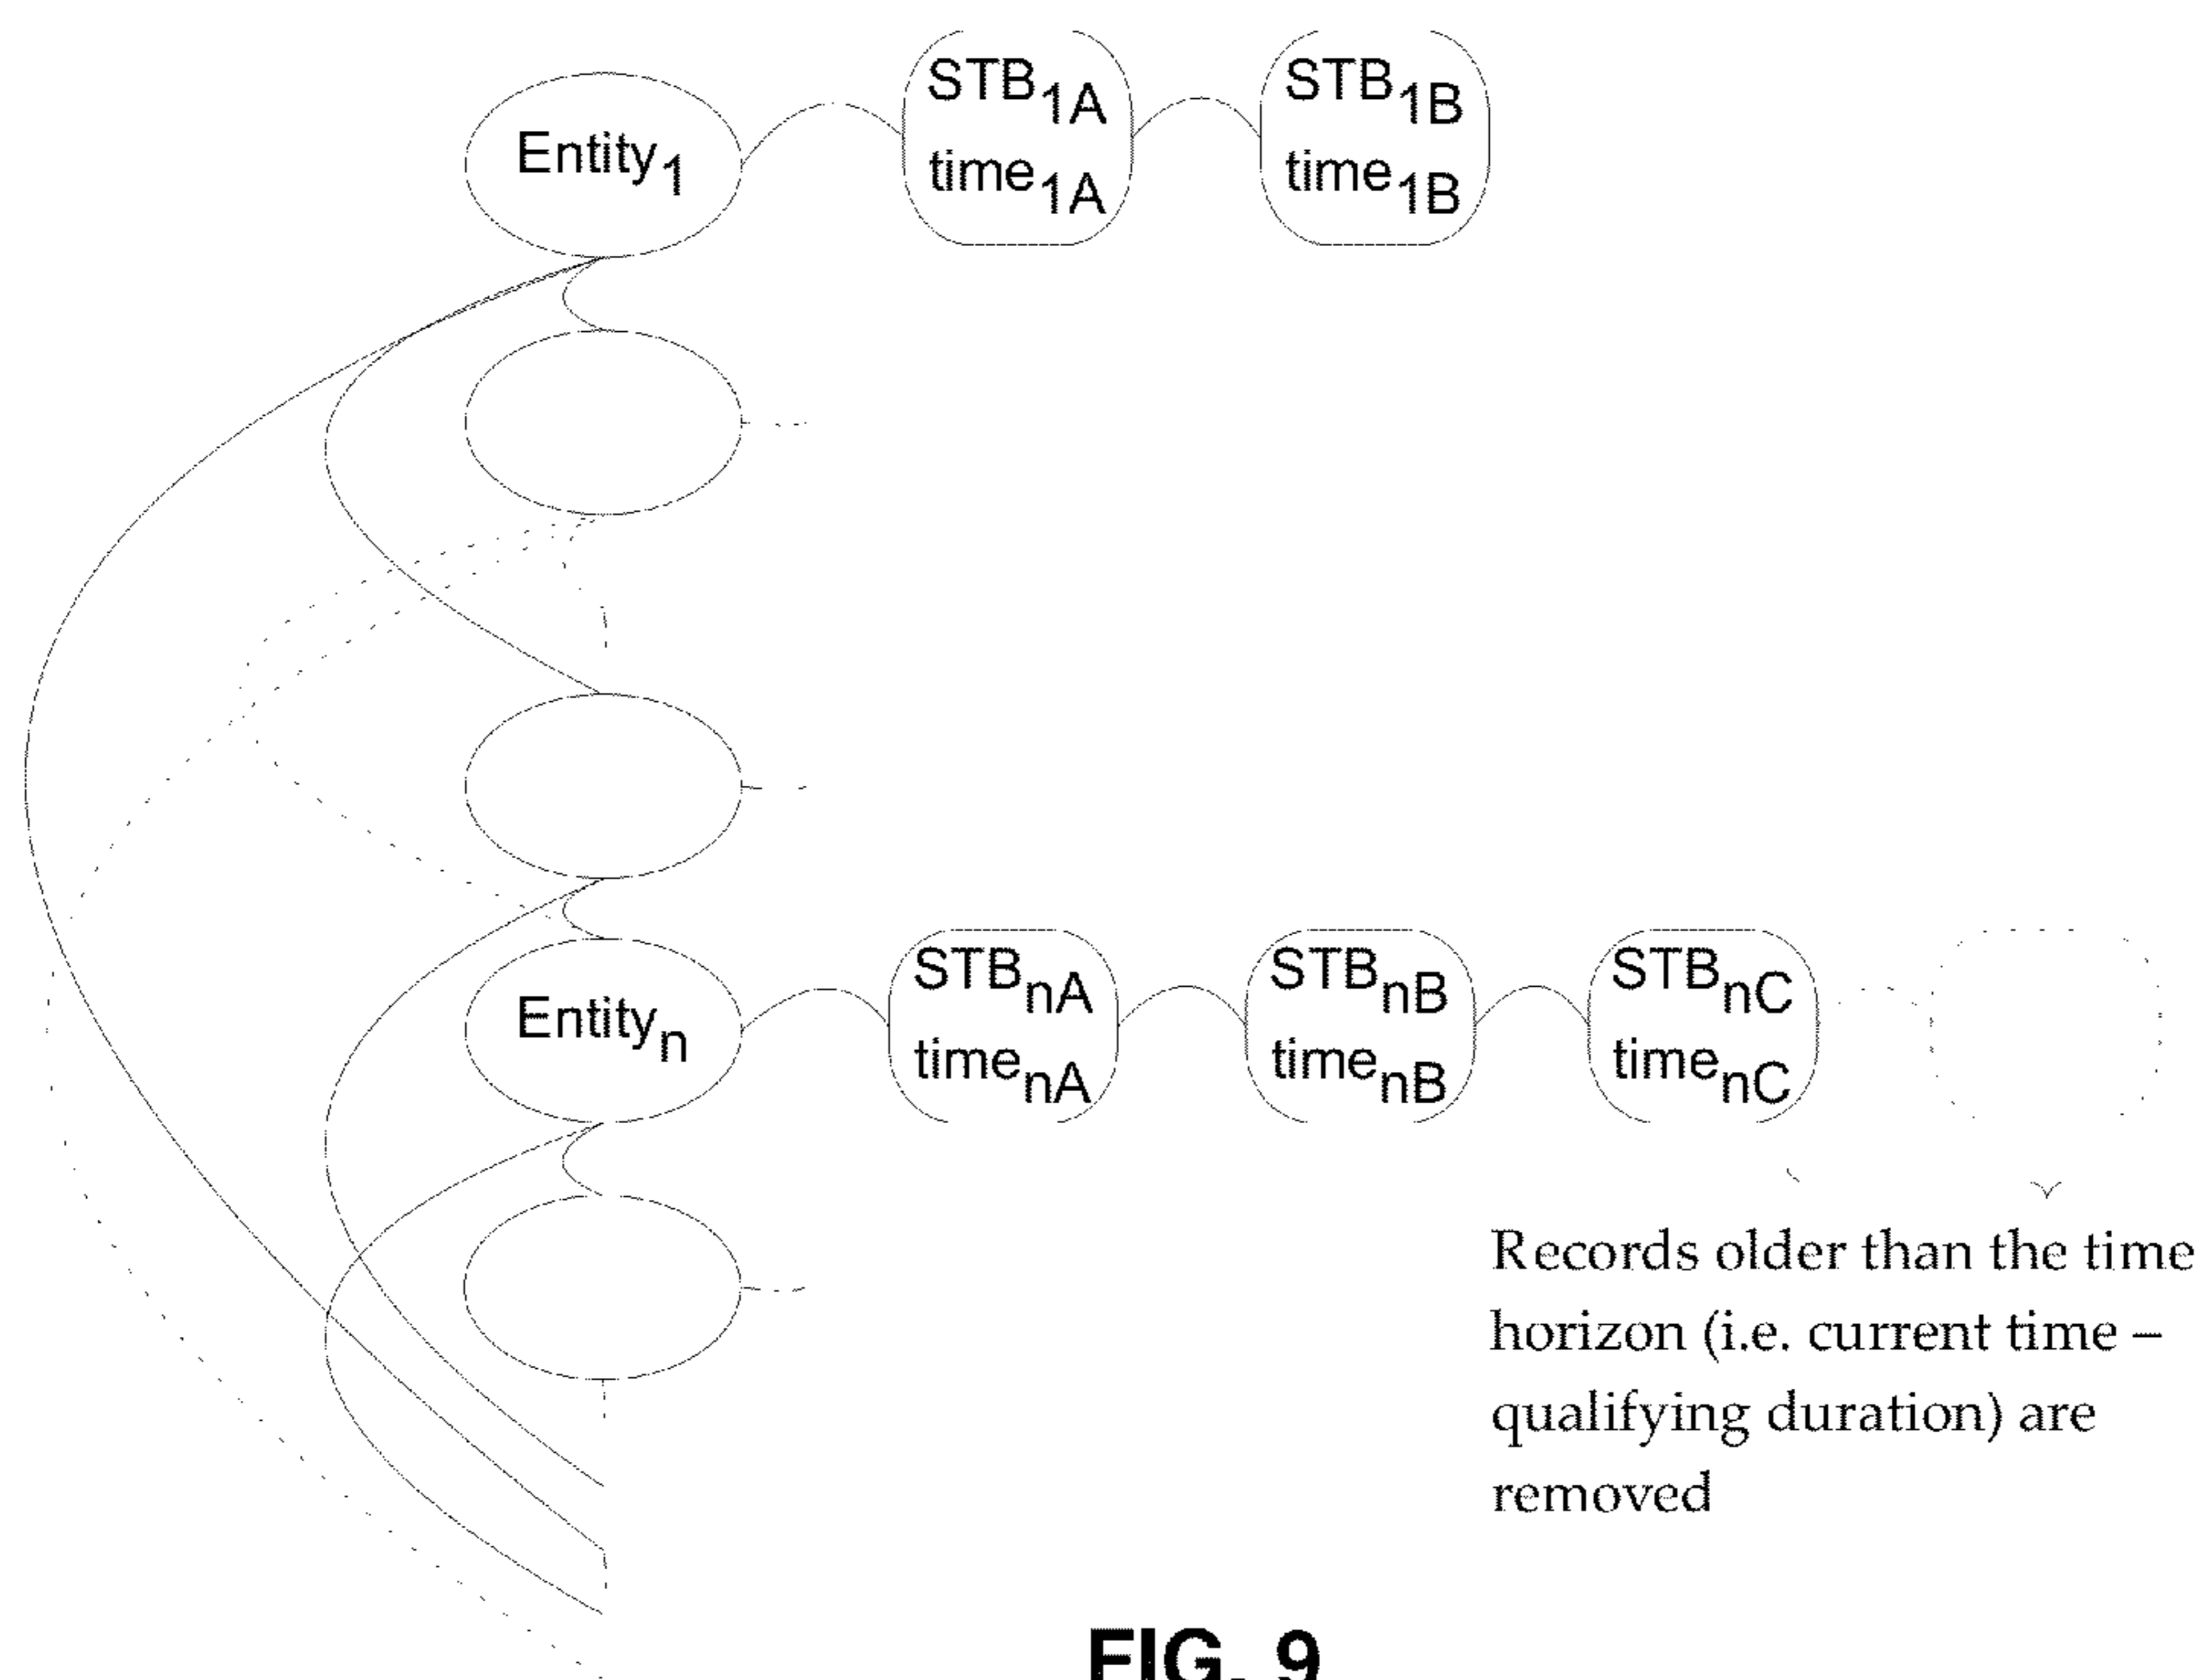 Entity1
STB1A
time1A
STB1B
time1B
Entityn
STBnA
timenA
STBnB
timenB
STBnC
timenC
Records older than the time
horizon (i.e. current time –
qualifying duration) are
removed
FIG. 9